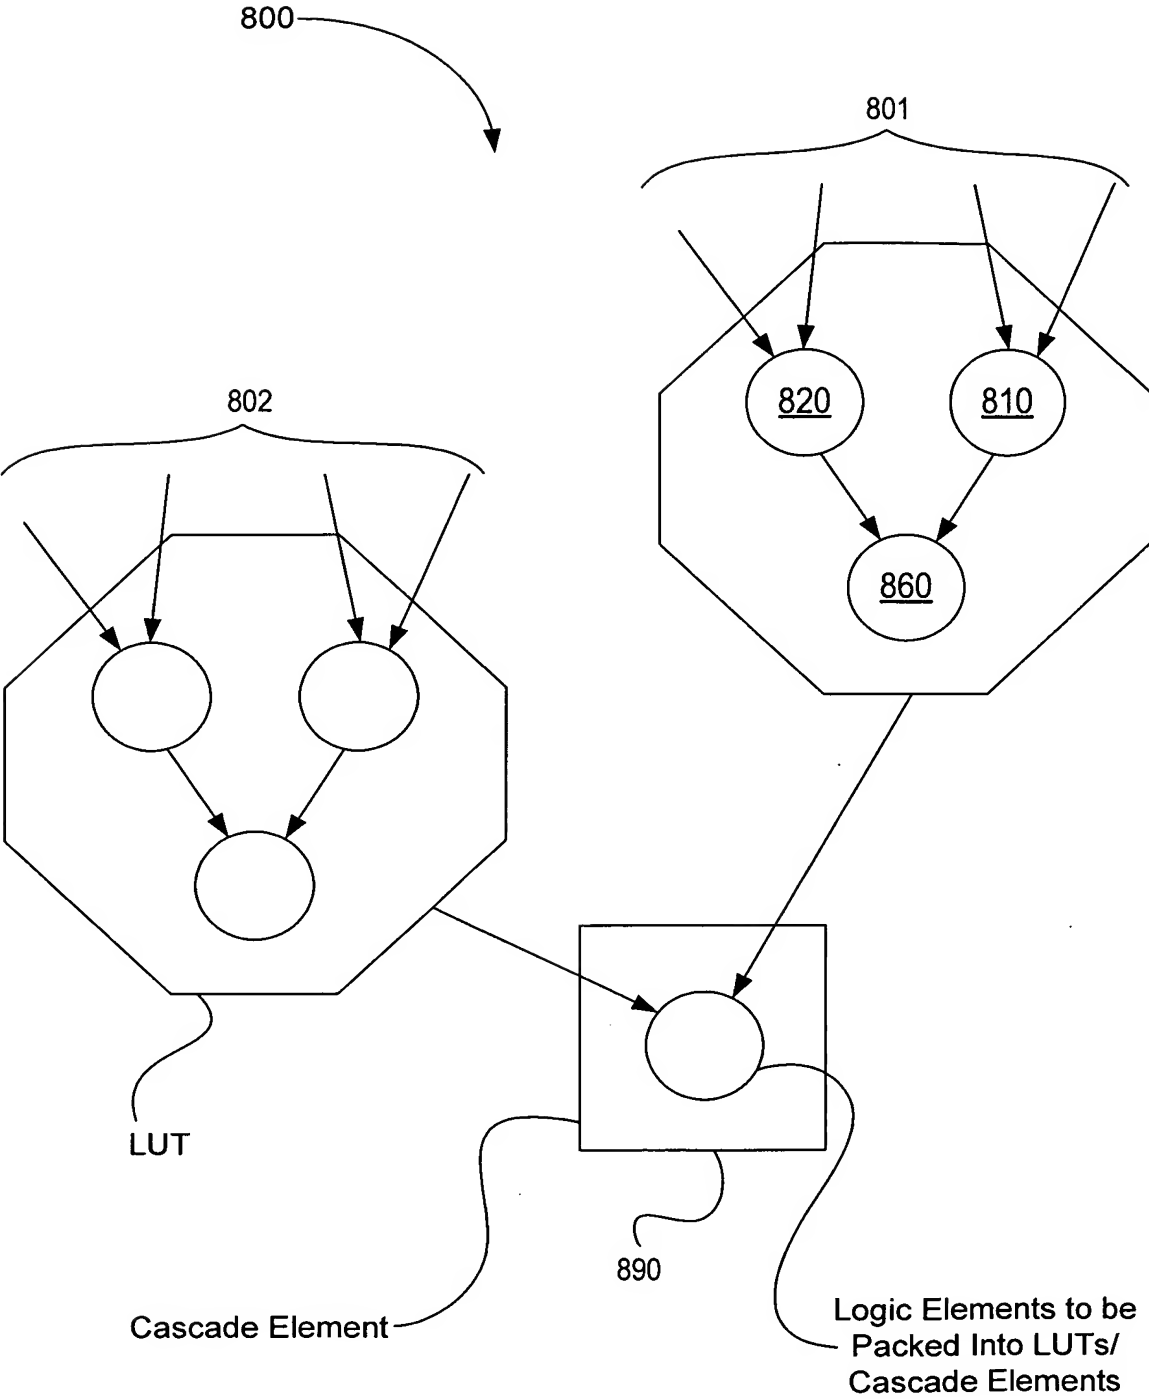 800
801
820
810
802
860
LUT
890
Cascade Element
Logic Elements to be
Packed Into LUTs/
Cascade Elements